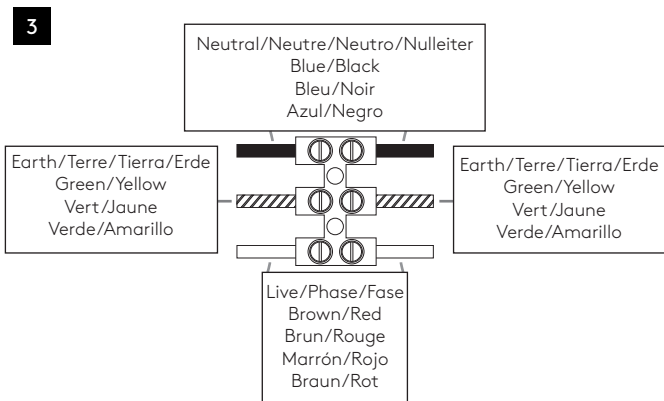 3
Neutral/Neutre/Neutro/Nulleiter
Blue/Black
Bleu/Noir
Azul/Negro
Earth/Terre/Tierra/Erde
Green/Yellow
Vert/Jaune
Verde/Amarillo
Earth/Terre/Tierra/Erde
Green/Yellow
Vert/Jaune
Verde/Amarillo
Live/Phase/Fase
Brown/Red
Brun/Rouge
Marrón/Rojo
Braun/Rot